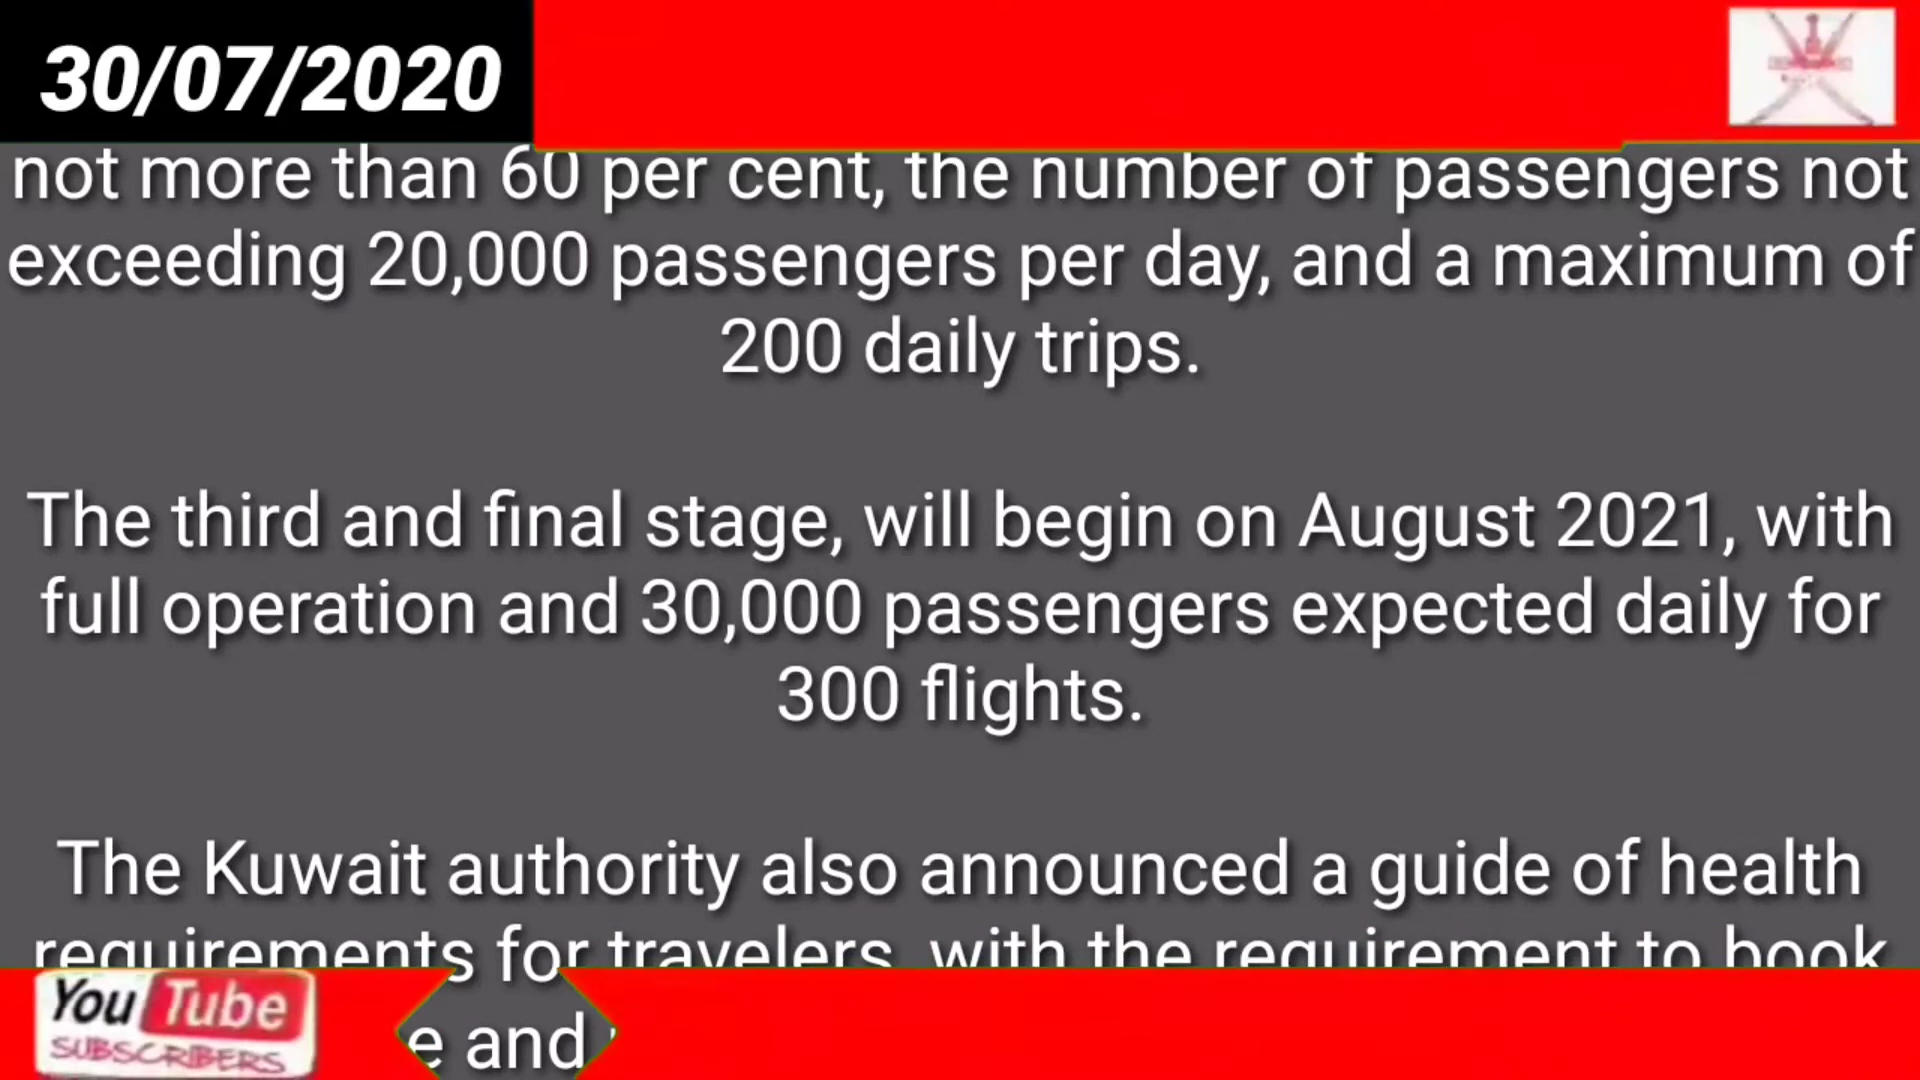 30/07/2020
not more than 60 per cent, the number of passengers not
exceeding 20,000 passengers per day, and a maximum of
200 daily trips.
The third and final stage, will begin on August 2021, with
full operation and 30,000 passengers expected daily for
300 flights.
The Kuwait authority also announced a guide of health
requirements for travelers, with the requirement to book
You Tube
SUBSCRIBERS
e and